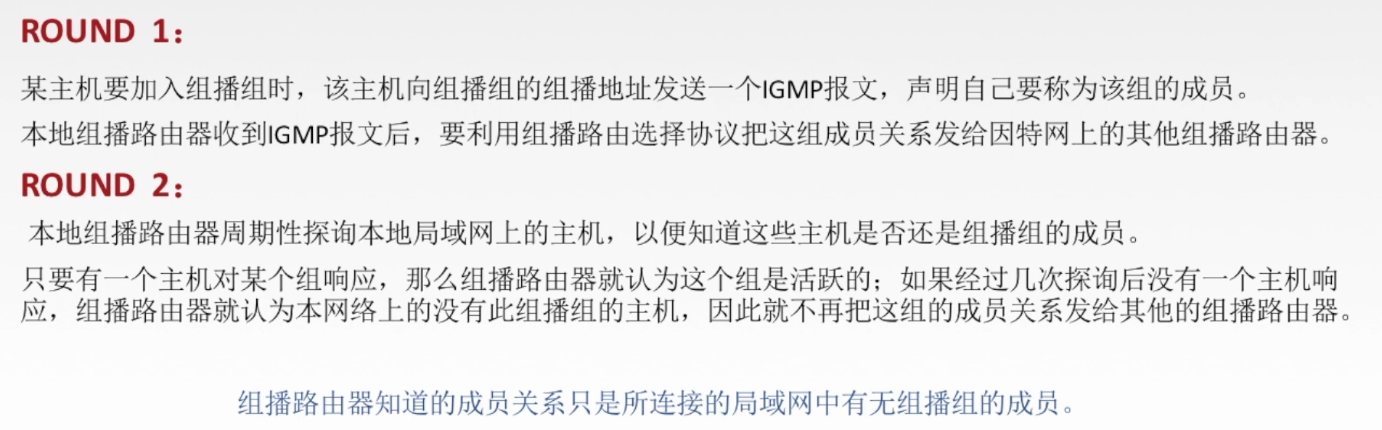 ROUND 1：
某主机要加入组播组时，该主机向组播组的组播地址发送一个IGMP报文，声明自己要称为该组的成员。
本地组播路由器收到IGMP报文后，要利用组播路由选择协议把这组成员关系发给因特网上的其他组播路由器。
ROUND 2：
本地组播路由器周期性探询本地局域网上的主机，以便知道这些主机是否还是组播组的成员。
只要有一个主机对某个组响应，那么组播路由器就认为这个组是活跃的；如果经过几次探询后没有一个主机响
应，组播路由器就认为本网络上的没有此组播组的主机，因此就不再把这组的成员关系发给其他的组播路由器。
组播路由器知道的成员关系只是所连接的局域网中有无组播组的成员。